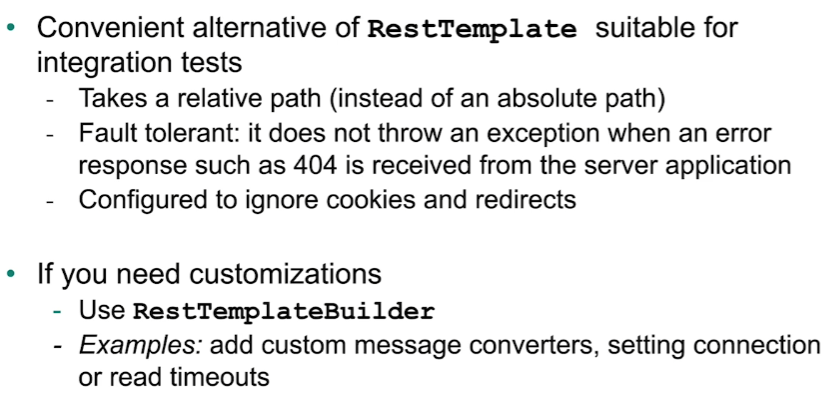 • Convenient alternative of RestTemplate suitable for
integration tests
- Takes a relative path (instead of an absolute path)
- Fault tolerant: it does not throw an exception when an error
response such as 404 is received from the server application
- Configured to ignore cookies and redirects
• If you need customizations
- Use RestTemplateBuilder
- Examples: add custom message converters, setting connection
or read timeouts